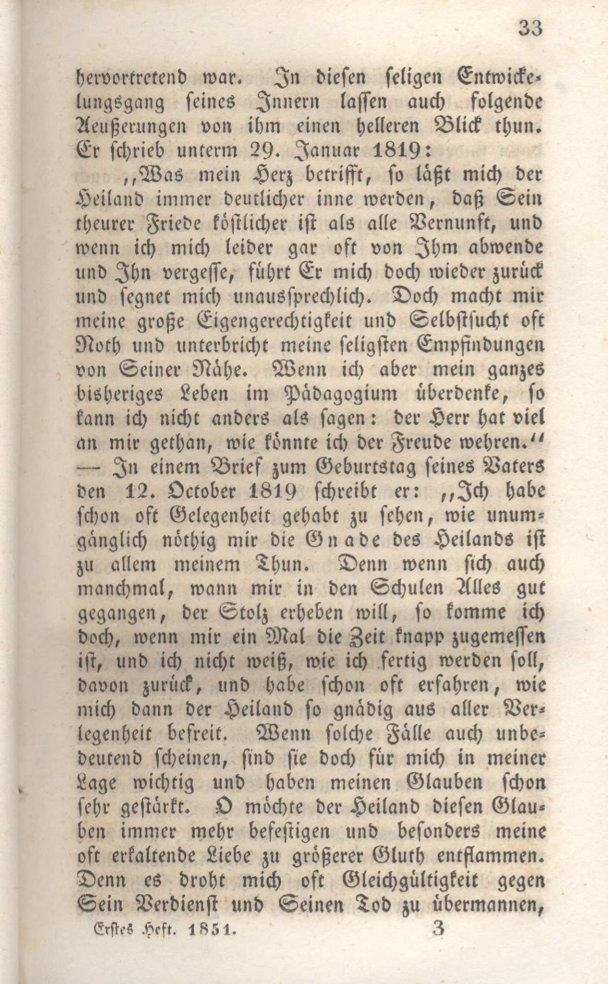 33
hervortretend war. In diesen seligen Entwicke-
lungsgang seines Innern lassen auch folgende
Aeußerungen von ihm einen helleren Blick thun.
Er schrieb unterm 29. Januar 1819:
„Was mein Herz betrifft, so läßt mich der
Heiland immer deutlicher inne werden, daß Sein
theurer Friede köstlicher ist als alle Vernunft, und
wenn ich mich leider gar oft von Ihm abwende
und Ihn vergesse, führt Er mich doch wieder zurück
und segnet mich unaussprechlich. Doch macht mir
meine große Eigengerechtigkeit und Selbstsucht oft
Noth und unterbricht meine seligsten Empfindungen
von Seiner Nähe. Wenn ich aber mein ganzes
bisheriges Leben im Pädagogium überdenke, so
kann ich nicht anders als sagen: der Herr hat viel
an mir gethan, wie könnte ich der Freude wehren.“
— In einem Brief zum Geburtstag seines Vaters
den 12. October 1819 schreibt er: „Ich habe
schon oft Gelegenheit gehabt zu sehen, wie unum-
gänglich nöthig mir die Gnade des Heilands ist
zu allem meinem Thun. Denn wenn sich auch
manchmal, wann mir in den Schulen Alles gut
gegangen, der Stolz erheben will, so komme ich
doch, wenn mir ein Mal die Zeit knapp zugemessen
ist, und ich nicht weiß, wie ich fertig werden soll,
davon zurück, und habe schon oft erfahren, wie
mich dann der Heiland so gnädig aus aller Ver-
legenheit befreit. Wenn solche Fälle auch unbe-
deutend scheinen, sind sie doch für mich in meiner
Lage wichtig und haben meinen Glauben schon
sehr gestärkt. O möchte der Heiland diesen Glau-
ben immer mehr befestigen und besonders meine
oft erkaltende Liebe zu größerer Gluth entflammen.
Denn es droht mich oft Gleichgültigkeit gegen
Sein Verdienst und Seinen Tod zu übermannen,
Erstes Heft. 1851. 3